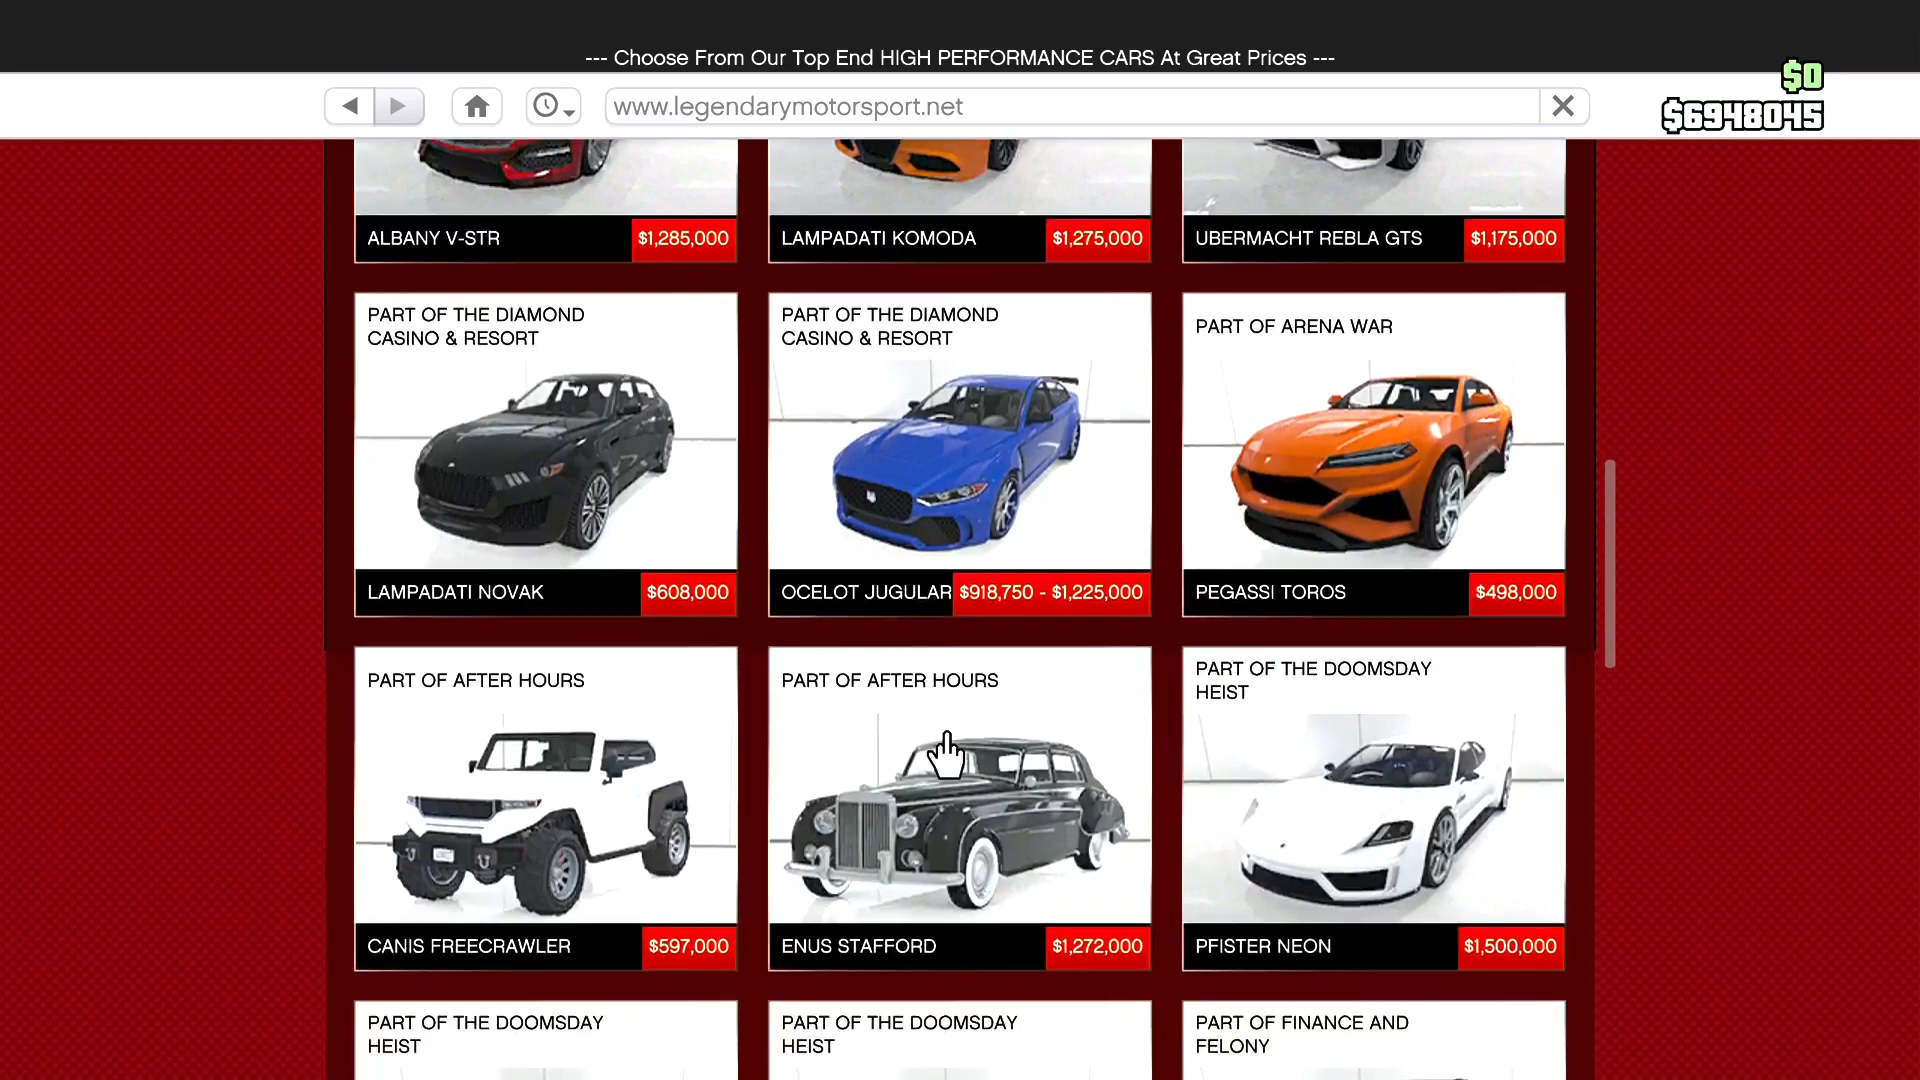 --- Choose From Our Top End HIGH PERFORMANCE CARS At Great Prices ---
$0
www.legendarymotorsport.net
$6948045
ALBANY V-STR $1,285,000
LAMPADATI KOMODA $1,275,000
UBERMACHT REBLA GTS $1,175,000
PART OF THE DIAMOND
CASINO & RESORT
LAMPADATI NOVAK $608,000
PART OF THE DIAMOND
CASINO & RESORT
OCELOT JUGULAR $918,750 - $1,225,000
PART OF ARENA WAR
PEGASSI TOROS $498,000
PART OF AFTER HOURS
CANIS FREECRAWLER $597,000
PART OF AFTER HOURS
ENUS STAFFORD $1,272,000
PART OF THE DOOMSDAY
HEIST
PFISTER NEON $1,500,000
PART OF THE DOOMSDAY
HEIST
PART OF THE DOOMSDAY
HEIST
PART OF FINANCE AND
FELONY